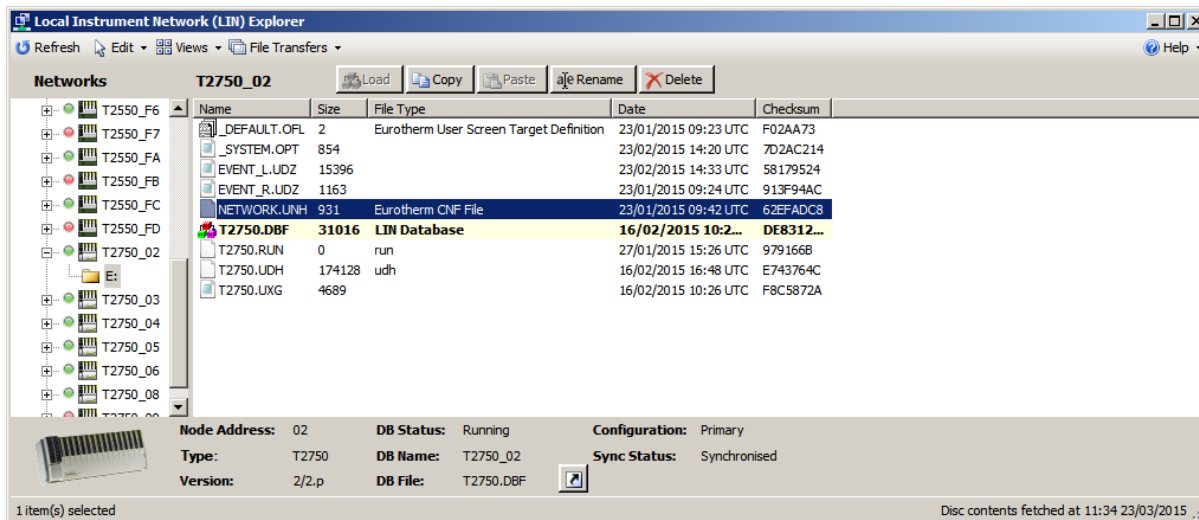 Local Instrument Network (LIN) Explorer
Refresh Edit Views File Transfers Help
Networks T2750_02 Load Copy Paste Rename Delete
T2550_F6
T2550_F7
T2550_FA
T2550_FB
T2550_FC
T2550_FD
T2750_02
E:
T2750_03
T2750_04
T2750_05
T2750_06
T2750_08
Name Size File Type Date Checksum
_DEFAULT.OFL 2 Eurotherm User Screen Target Definition 23/01/2015 09:23 UTC F02AA73
_SYSTEM.OPT 854 23/02/2015 14:20 UTC 7D2AC214
EVENT_L.UDZ 15396 23/02/2015 14:33 UTC 58179524
EVENT_R.UDZ 1163 23/01/2015 09:24 UTC 913F94AC
NETWORK.UNH 931 Eurotherm CNF File 23/01/2015 09:42 UTC 62EFADC8
T2750.DBF 31016 LIN Database 16/02/2015 10:2... DE8312...
T2750.RUN 0 run 27/01/2015 15:26 UTC 979166B
T2750.UDH 174128 udh 16/02/2015 16:48 UTC E743764C
T2750.UXG 4689 16/02/2015 10:26 UTC F8C5872A
Node Address: 02 DB Status: Running Configuration: Primary
Type: T2750 DB Name: T2750_02 Sync Status: Synchronised
Version: 2/2.p DB File: T2750.DBF
1 item(s) selected Disc contents fetched at 11:34 23/03/2015